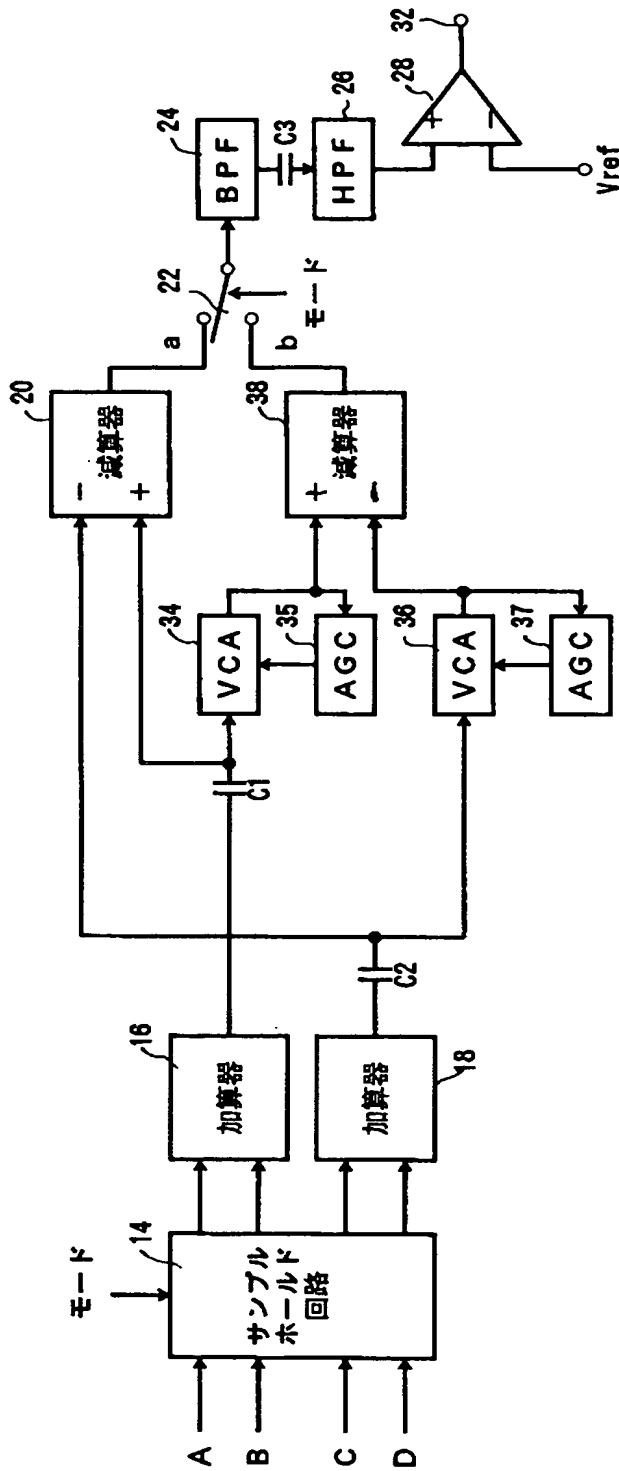 モード
14
サンプル
ホールド
回路
A
B
C
D
16
加算器
18
加算器
C1
C2
34
VCA
35
AGC
36
VCA
37
AGC
20
減算器
－
＋
38
減算器
＋
－
a
b
22
モード
24
BPF
C3
26
HPF
28
＋
－
32
Vref